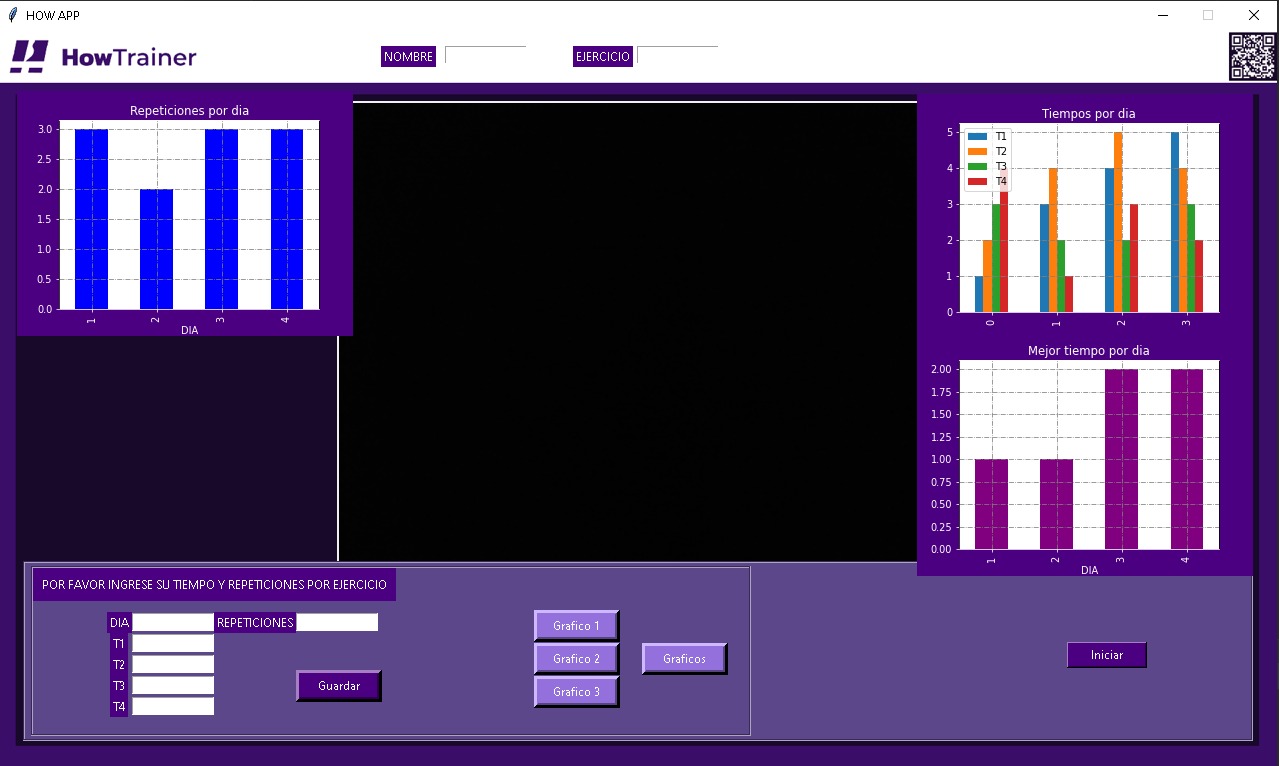 HOW APP
HowTrainer
NOMBRE
EJERCICIO
Repeticiones por dia
3.0
2.5
2.0
1.5
1.0
0.5
0.0
1 2 3 4
DIA
Tiempos por dia
T1
T2
T3
T4
5
4
3
2
1
0
0 1 2 3
Mejor tiempo por dia
2.00
1.75
1.50
1.25
1.00
0.75
0.50
0.25
0.00
1 2 3 4
DIA
POR FAVOR INGRESE SU TIEMPO Y REPETICIONES POR EJERCICIO
DIA REPETICIONES
T1
T2
T3
T4
Guardar
Grafico 1
Grafico 2
Grafico 3
Graficos
Iniciar